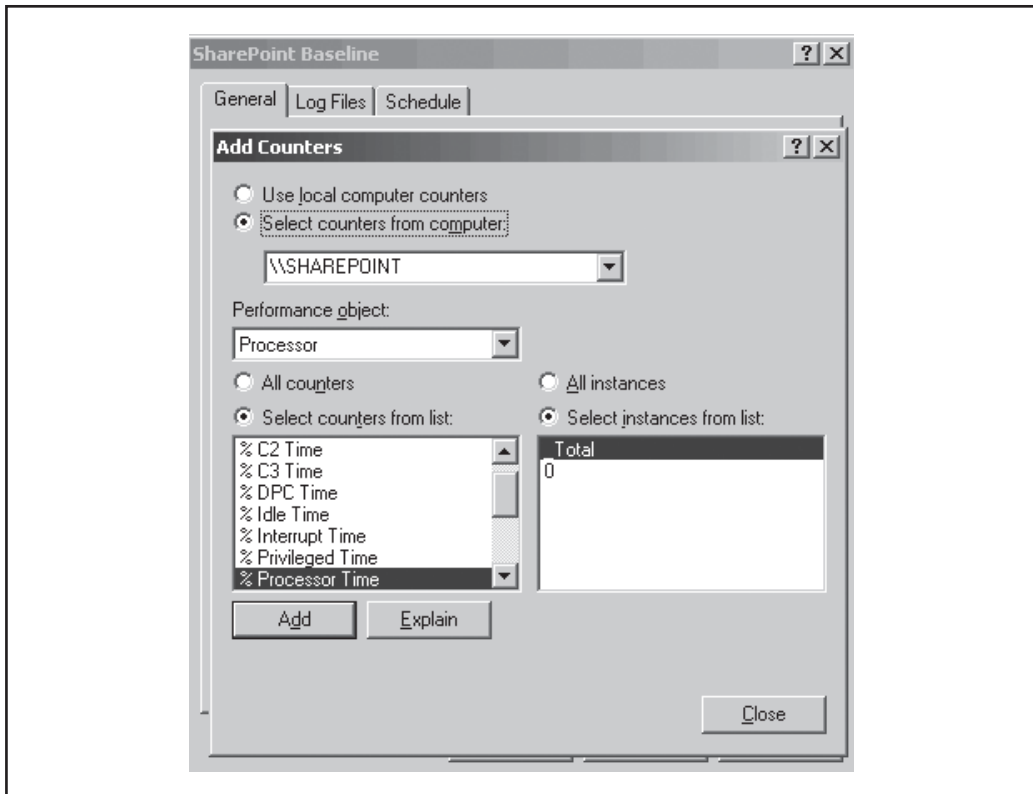 SharePoint Baseline
General
Log Files
Schedule
Add Counters
Use local computer counters
Select counters from computer:
\\SHAREPOINT
Performance object:
Processor
All counters
All instances
Select counters from list:
Select instances from list:
% C2 Time
% C3 Time
% DPC Time
% Idle Time
% Interrupt Time
% Privileged Time
% Processor Time
_Total
0
Add
Explain
Close